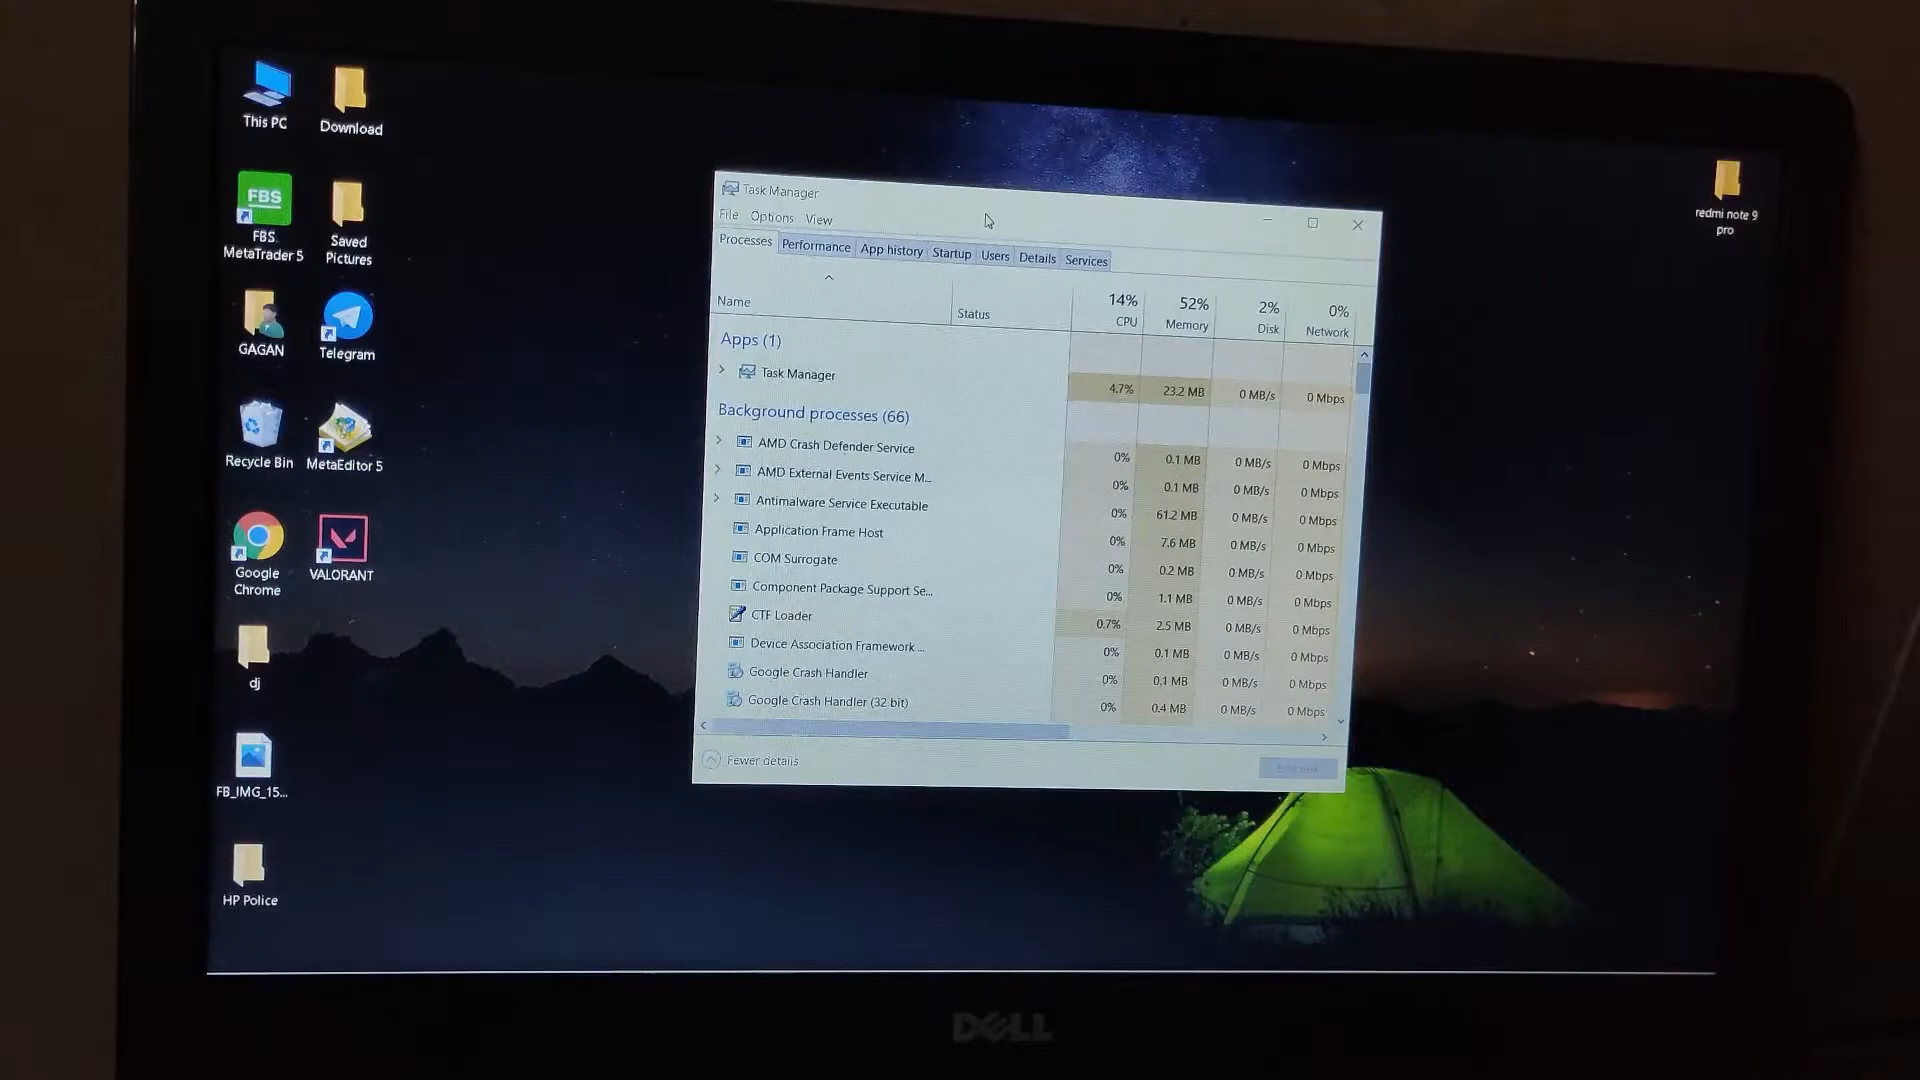 This PC
Download
FBS
FBS
MetaTrader 5
Saved
Pictures
GAGAN
Telegram
Recycle Bin
MetaEditor 5
Google
Chrome
VALORANT
dj
FB_IMG_15...
HP Police
redmi note 9
pro
Task Manager
File Options View
Processes Performance App history Startup Users Details Services
14% 52% 2% 0%
Name Status CPU Memory Disk Network
Apps (1)
Task Manager 4.7% 23.2 MB 0 MB/s 0 Mbps
Background processes (66)
AMD Crash Defender Service 0% 0.1 MB 0 MB/s 0 Mbps
AMD External Events Service M... 0% 0.1 MB 0 MB/s 0 Mbps
Antimalware Service Executable 0% 61.2 MB 0 MB/s 0 Mbps
Application Frame Host 0% 7.6 MB 0 MB/s 0 Mbps
COM Surrogate 0% 0.2 MB 0 MB/s 0 Mbps
Component Package Support Se... 0% 1.1 MB 0 MB/s 0 Mbps
CTF Loader 0.7% 2.5 MB 0 MB/s 0 Mbps
Device Association Framework ... 0% 0.1 MB 0 MB/s 0 Mbps
Google Crash Handler 0% 0.1 MB 0 MB/s 0 Mbps
Google Crash Handler (32 bit) 0% 0.4 MB 0 MB/s 0 Mbps
Fewer details
DELL